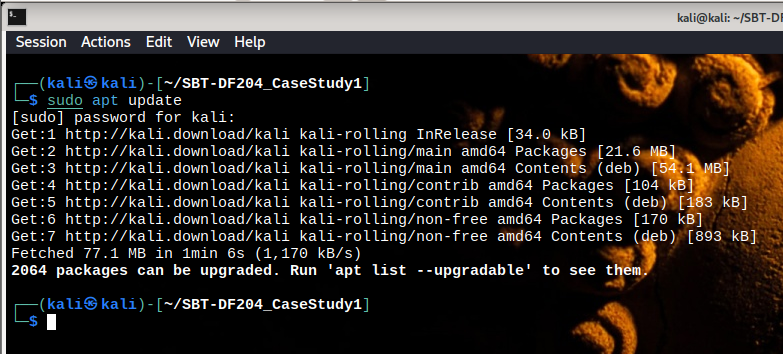 kali@kali: ~/SBT-DF
Session Actions Edit View Help
┌──(kali㉿kali)-[~/SBT-DF204_CaseStudy1]
└─$ sudo apt update
[sudo] password for kali:
Get:1 http://kali.download/kali kali-rolling InRelease [34.0 kB]
Get:2 http://kali.download/kali kali-rolling/main amd64 Packages [21.6 MB]
Get:3 http://kali.download/kali kali-rolling/main amd64 Contents (deb) [54.1 MB]
Get:4 http://kali.download/kali kali-rolling/contrib amd64 Packages [104 kB]
Get:5 http://kali.download/kali kali-rolling/contrib amd64 Contents (deb) [183 kB]
Get:6 http://kali.download/kali kali-rolling/non-free amd64 Packages [170 kB]
Get:7 http://kali.download/kali kali-rolling/non-free amd64 Contents (deb) [893 kB]
Fetched 77.1 MB in 1min 6s (1,170 kB/s)
2064 packages can be upgraded. Run 'apt list --upgradable' to see them.
┌──(kali㉿kali)-[~/SBT-DF204_CaseStudy1]
└─$